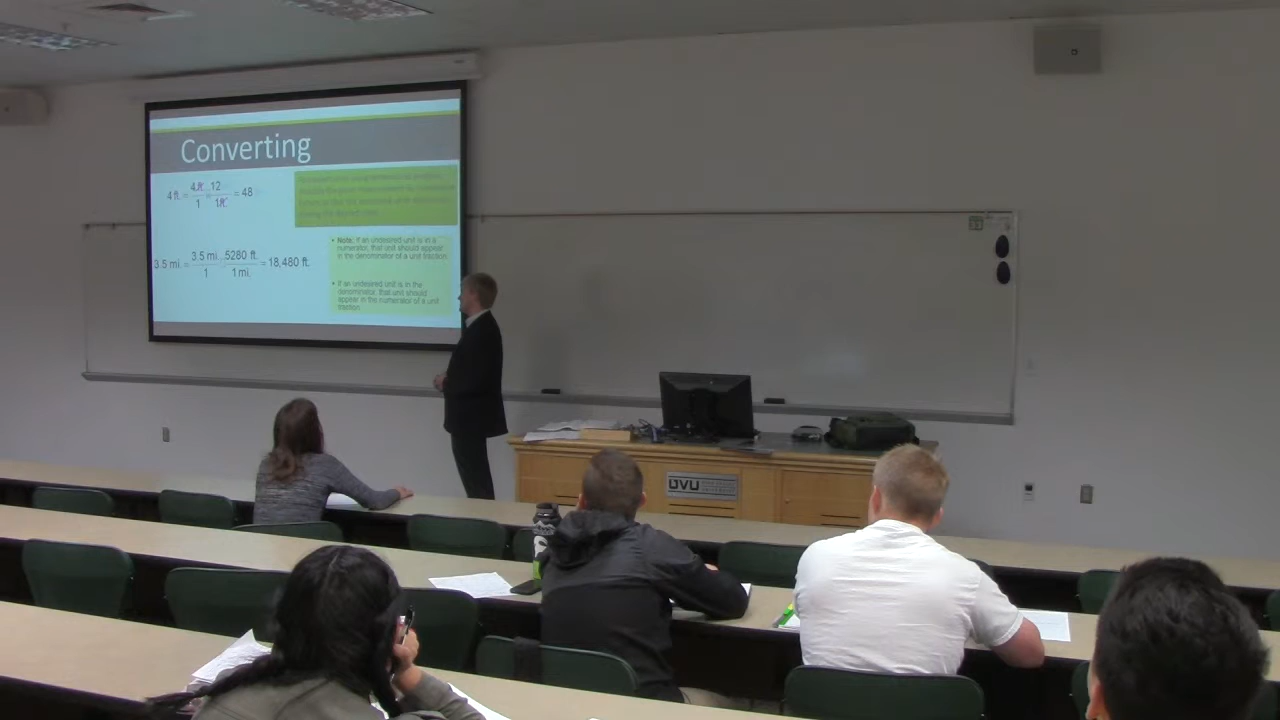 Converting
4 ft. = 4 ft. . 12 / 1 1 ft. = 48
3.5 mi. = 3.5 mi. . 5280 ft. / 1 1 mi. = 18,480 ft.
• Note: If an undesired unit is in a
numerator, that unit should appear
in the denominator of a unit fraction.
• If an undesired unit is in the
denominator, that unit should
appear in the numerator of a unit
fraction.
UVU